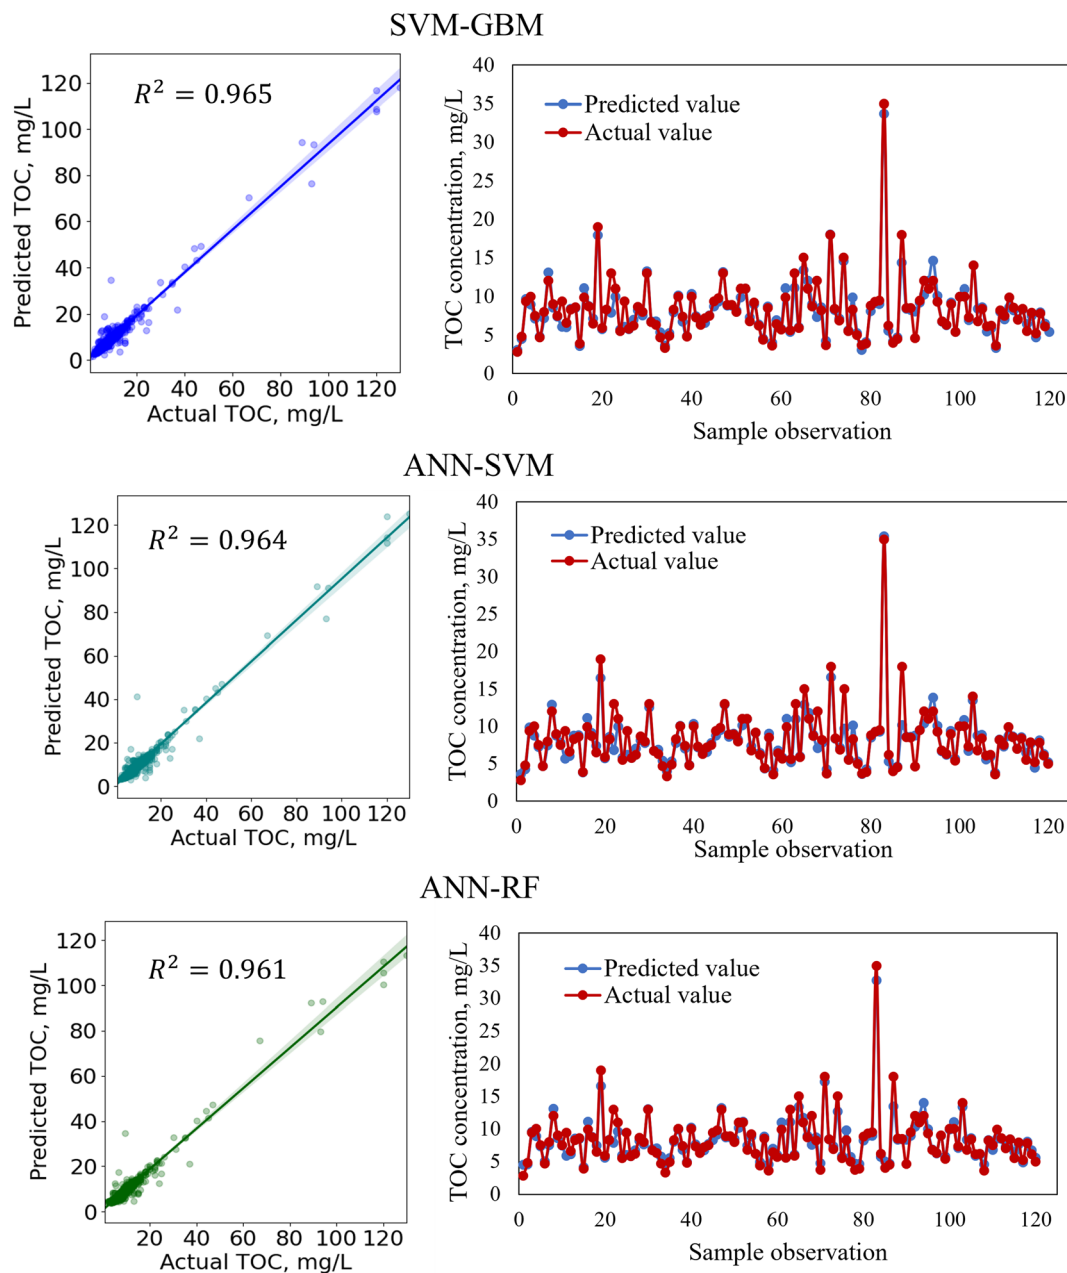 SVM-GBM
R² = 0.965
Predicted TOC, mg/L
120
100
80
60
40
20
0
20 40 60 80 100 120
Actual TOC, mg/L
TOC concentration, mg/L
40
35
30
25
20
15
10
5
0
Predicted value
Actual value
0 20 40 60 80 100 120
Sample observation
ANN-SVM
R² = 0.964
Predicted TOC, mg/L
120
100
80
60
40
20
0
20 40 60 80 100 120
Actual TOC, mg/L
TOC concentration, mg/L
40
35
30
25
20
15
10
5
0
Predicted value
Actual value
0 20 40 60 80 100 120
Sample observation
ANN-RF
R² = 0.961
Predicted TOC, mg/L
120
100
80
60
40
20
0
20 40 60 80 100 120
Actual TOC, mg/L
TOC concentration, mg/L
40
35
30
25
20
15
10
5
0
Predicted value
Actual value
0 20 40 60 80 100 120
Sample observation